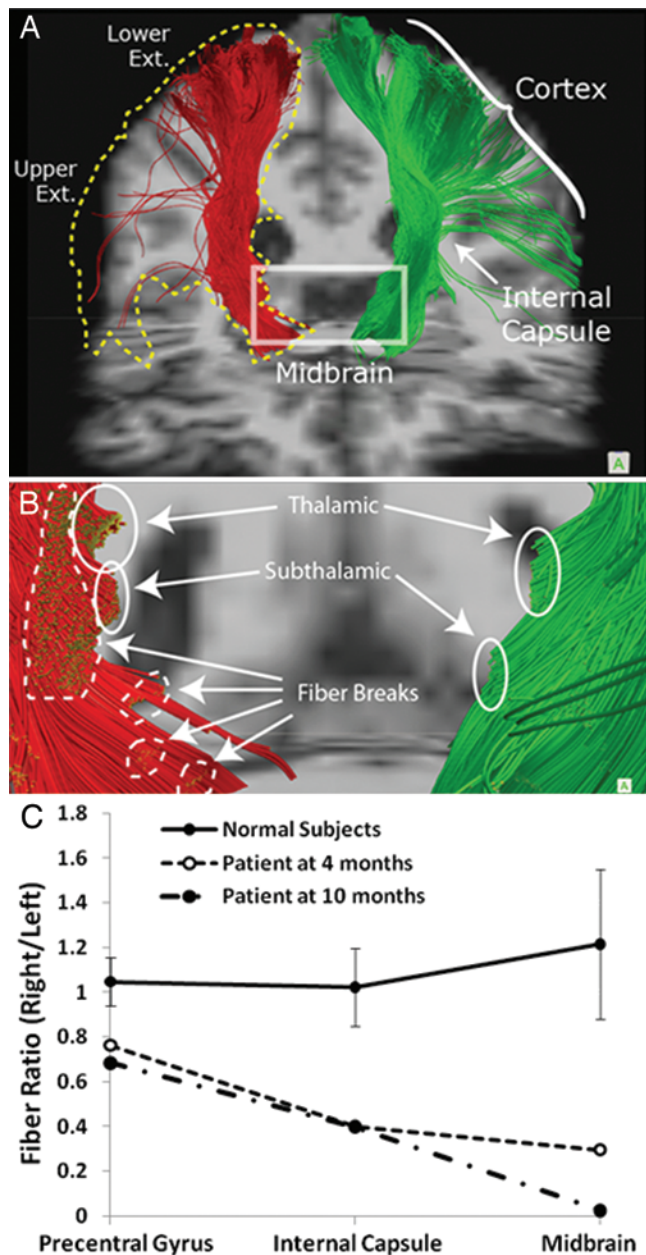 A
Lower
Ext.
Cortex
Upper
Ext.
Internal
Capsule
Midbrain
A
B
Thalamic
Subthalamic
Fiber Breaks
A
C
1.8
1.6
1.4
1.2
1
0.8
0.6
0.4
0.2
0
Fiber Ratio (Right/Left)
Normal Subjects
Patient at 4 months
Patient at 10 months
Precentral Gyrus Internal Capsule Midbrain